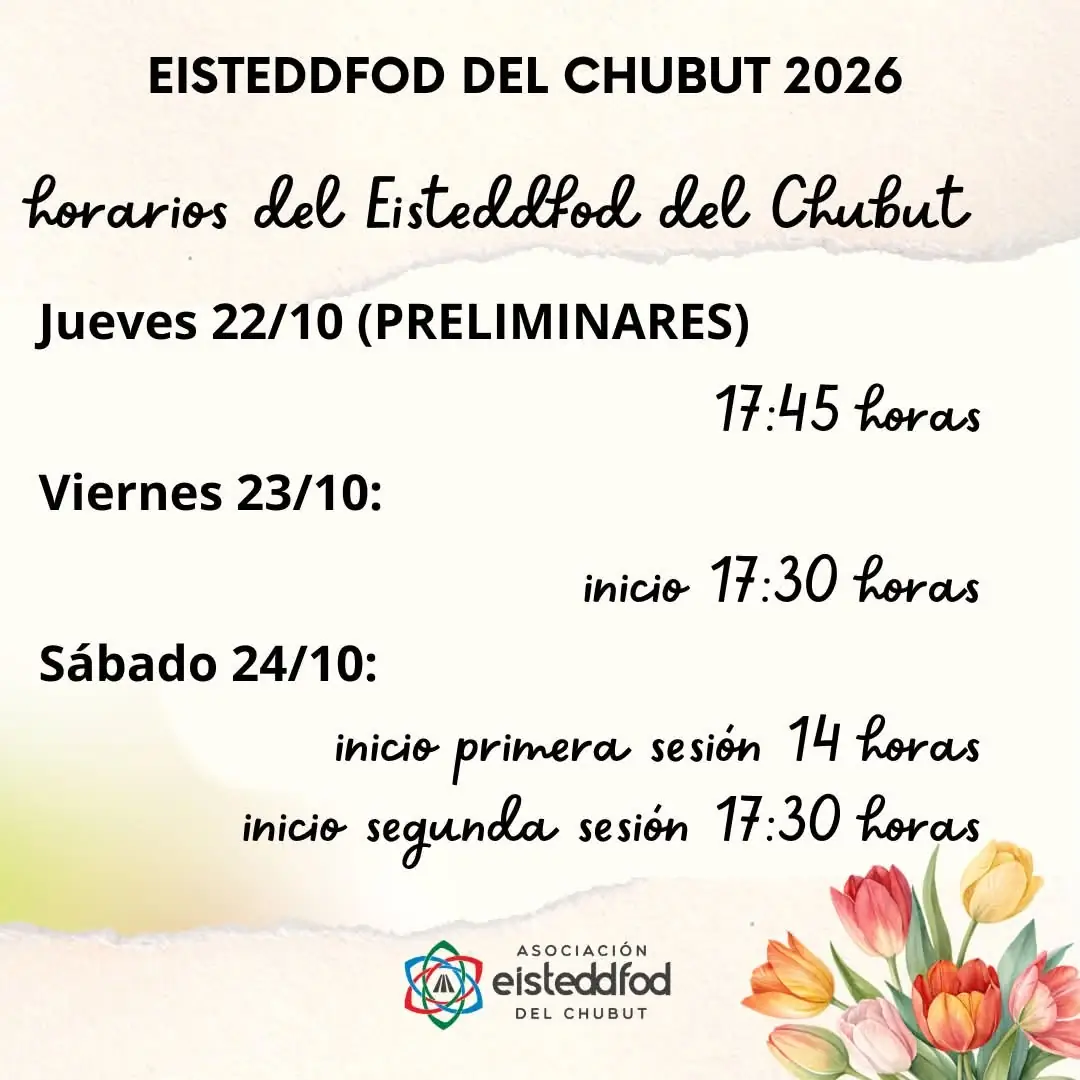 EISTEDDFOD DEL CHUBUT 2026
horarios del Eisteddfod del Chubut
Jueves 22/10 (PRELIMINARES)
17:45 horas
Viernes 23/10:
inicio 17:30 horas
Sábado 24/10:
inicio primera sesión 14 horas
inicio segunda sesión 17:30 horas
ASOCIACIÓN
eisteddfod
DEL CHUBUT